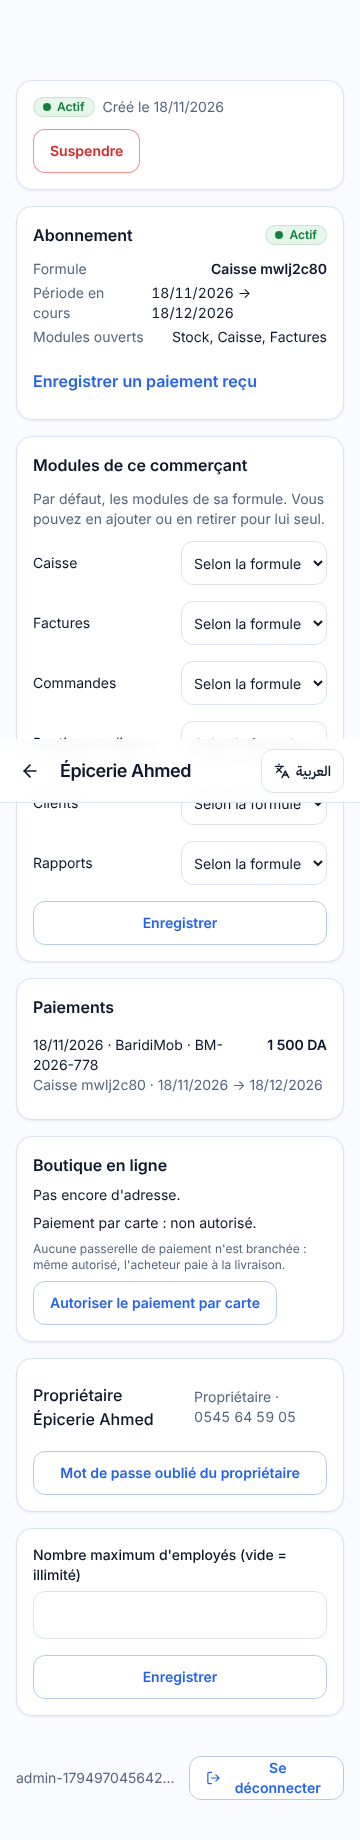 Actif Créé le 18/11/2026
Suspendre
Abonnement Actif
Formule Caisse mwlj2c80
Période en cours 18/11/2026 → 18/12/2026
Modules ouverts Stock, Caisse, Factures
Enregistrer un paiement reçu
Modules de ce commerçant
Par défaut, les modules de sa formule. Vous
pouvez en ajouter ou en retirer pour lui seul.
Caisse Selon la formule
Factures Selon la formule
Commandes Selon la formule
Épicerie Ahmed العربية
Clients Selon la formule
Rapports Selon la formule
Enregistrer
Paiements
18/11/2026 · BaridiMob · BM-2026-778 1 500 DA
Caisse mwlj2c80 · 18/11/2026 → 18/12/2026
Boutique en ligne
Pas encore d'adresse.
Paiement par carte : non autorisé.
Aucune passerelle de paiement n'est branchée :
même autorisé, l'acheteur paie à la livraison.
Autoriser le paiement par carte
Propriétaire Épicerie Ahmed Propriétaire · 0545 64 59 05
Mot de passe oublié du propriétaire
Nombre maximum d'employés (vide =
illimité)
Enregistrer
admin-179497045642… Se déconnecter